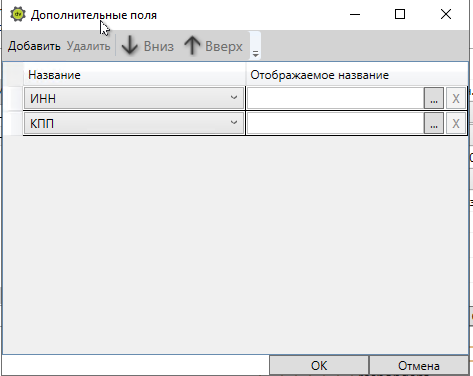 Дополнительные поля
Добавить Удалить Вниз Вверх
Название Отображаемое название
ИНН ... X
КПП ... X
OK Отмена